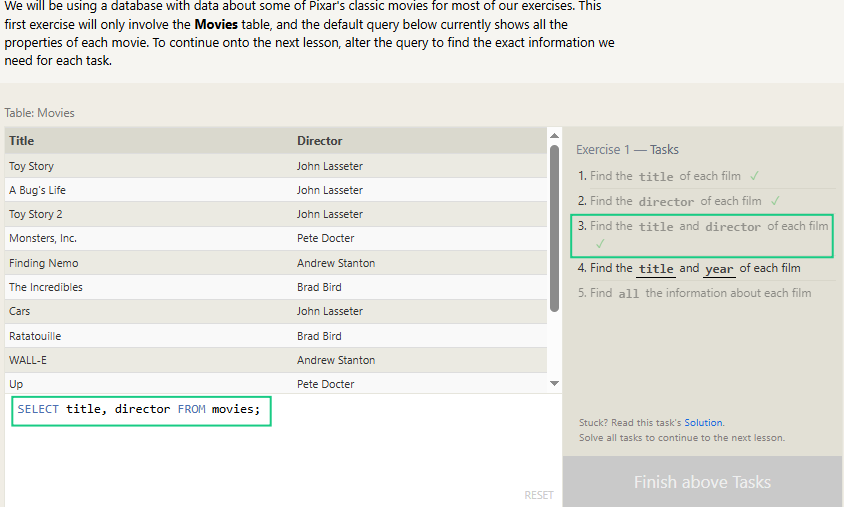 We will be using a database with data about some of Pixar's classic movies for most of our exercises. This
first exercise will only involve the Movies table, and the default query below currently shows all the
properties of each movie. To continue onto the next lesson, alter the query to find the exact information we
need for each task.
Table: Movies
Title Director
Toy Story John Lasseter
A Bug's Life John Lasseter
Toy Story 2 John Lasseter
Monsters, Inc. Pete Docter
Finding Nemo Andrew Stanton
The Incredibles Brad Bird
Cars John Lasseter
Ratatouille Brad Bird
WALL-E Andrew Stanton
Up Pete Docter
SELECT title, director FROM movies;
RESET
Exercise 1 — Tasks
1. Find the title of each film ✓
2. Find the director of each film ✓
3. Find the title and director of each film
✓
4. Find the title and year of each film
5. Find all the information about each film
Stuck? Read this task's Solution.
Solve all tasks to continue to the next lesson.
Finish above Tasks